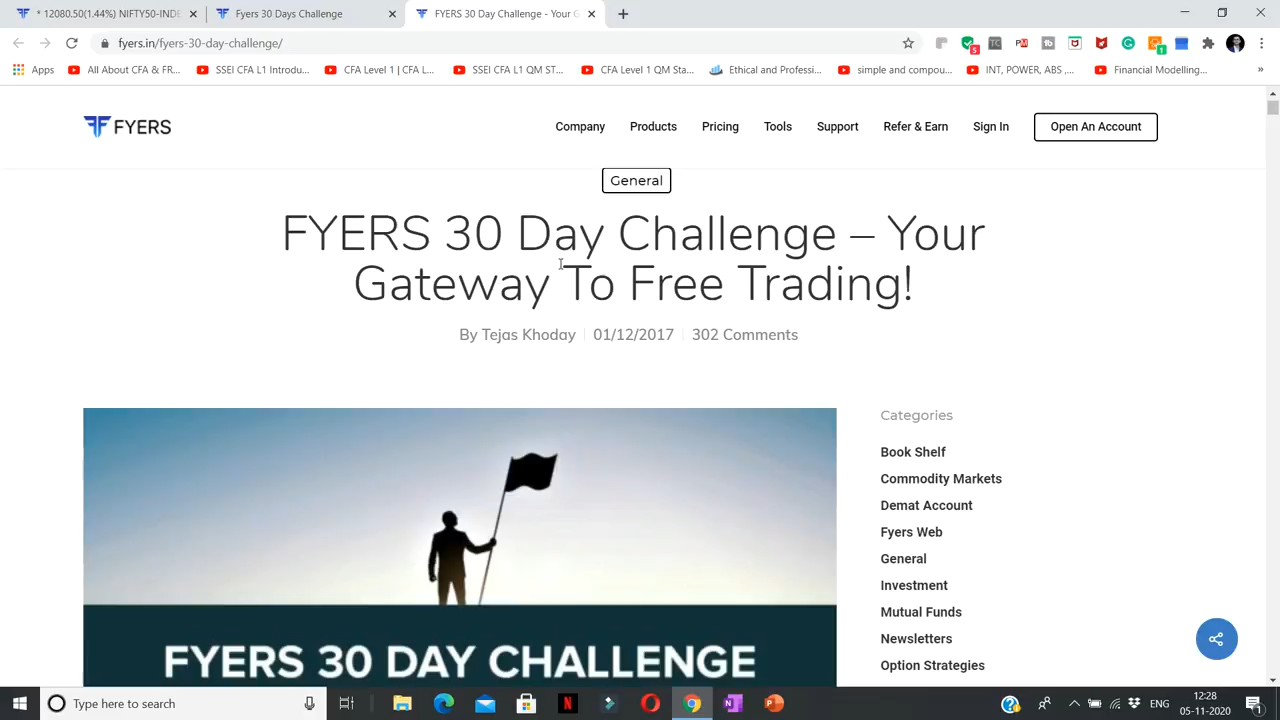 * 12080.50(1.44%) NIFTY50-INDE
Fyers 30 Day Challenge
FYERS 30 Day Challenge - Your G
fyers.in/fyers-30-day-challenge/
5
1
Apps
All About CFA & FR...
SSEI CFA L1 Introdu...
CFA Level 1 I CFA L...
SSEI CFA L1 QM ST...
CFA Level 1 QM Sta...
Ethical and Professi...
simple and compou...
INT, POWER, ABS ,...
Financial Modelling...
»
FYERS
Company
Products
Pricing
Tools
Support
Refer & Earn
Sign In
Open An Account
General
FYERS 30 Day Challenge – Your
Gateway To Free Trading!
By Tejas Khoday
01/12/2017
302 Comments
Categories
Book Shelf
Commodity Markets
Demat Account
Fyers Web
General
Investment
Mutual Funds
Newsletters
Option Strategies
FYERS 30 DAY CHALLENGE
Type here to search
ENG
12:28
05-11-2020
1